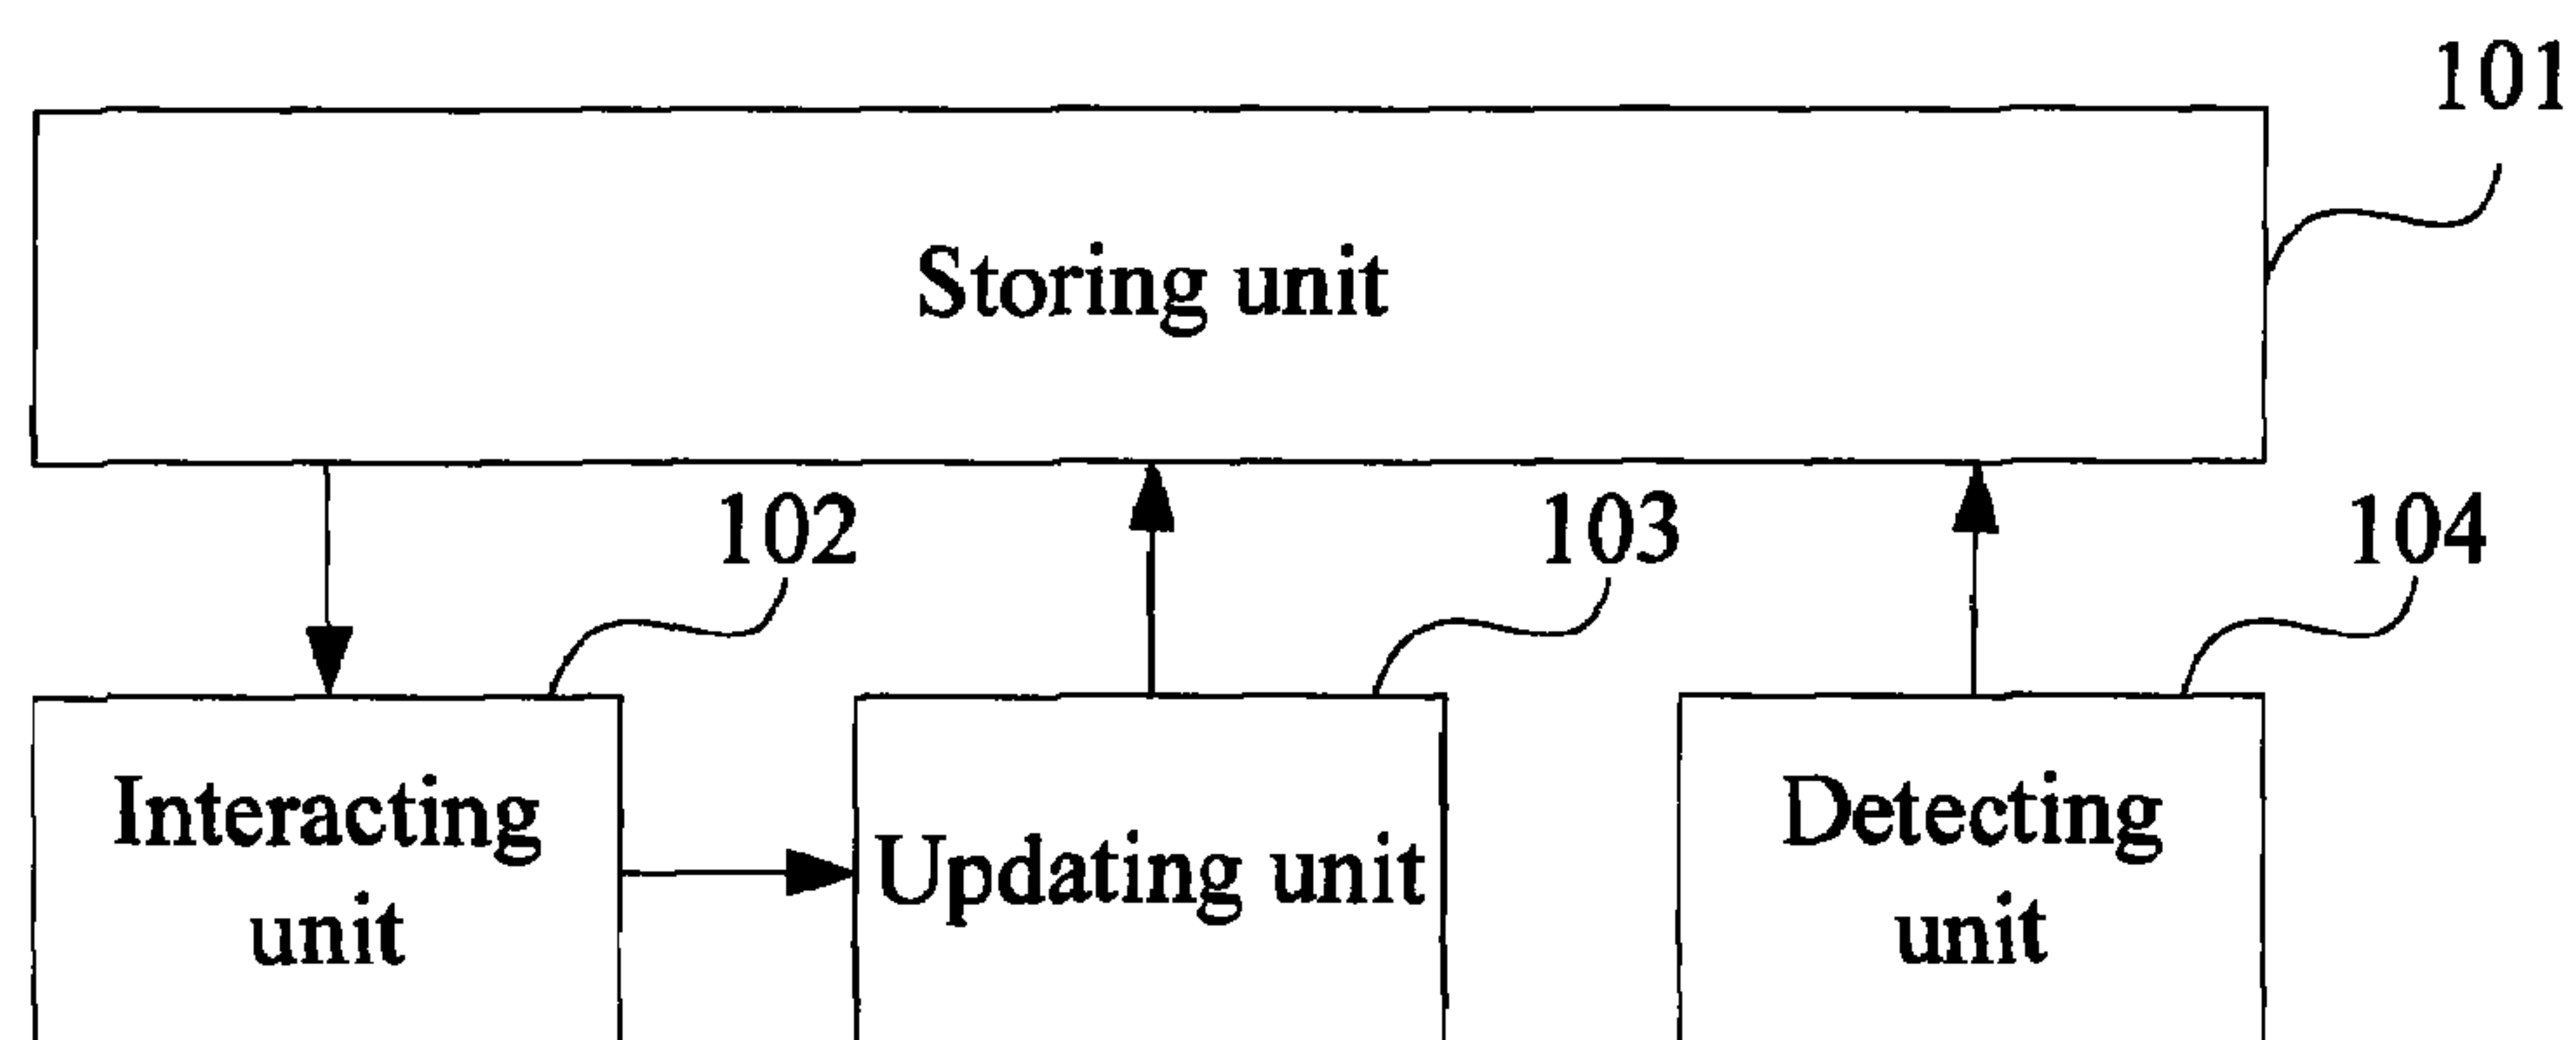 101
Storing unit
102
103
104
Interacting
unit
Updating unit
Detecting
unit